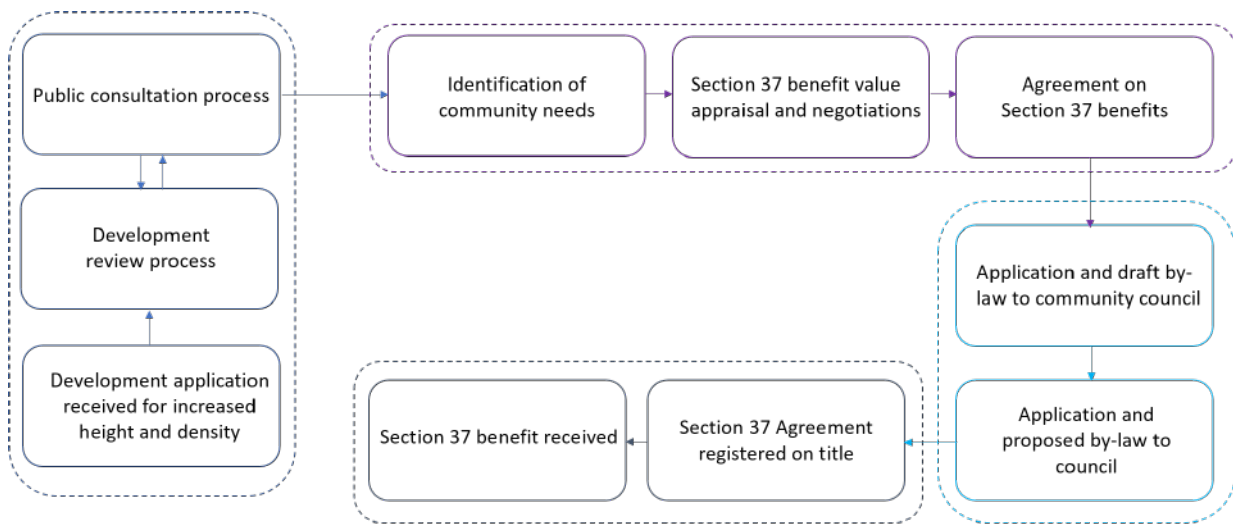 Public consultation process
Development
review process
Development application
received for increased
height and density
Identification of
community needs
Section 37 benefit value
appraisal and negotiations
Agreement on
Section 37 benefits
Application and draft by-
law to community council
Application and
proposed by-law to
council
Section 37 Agreement
registered on title
Section 37 benefit received